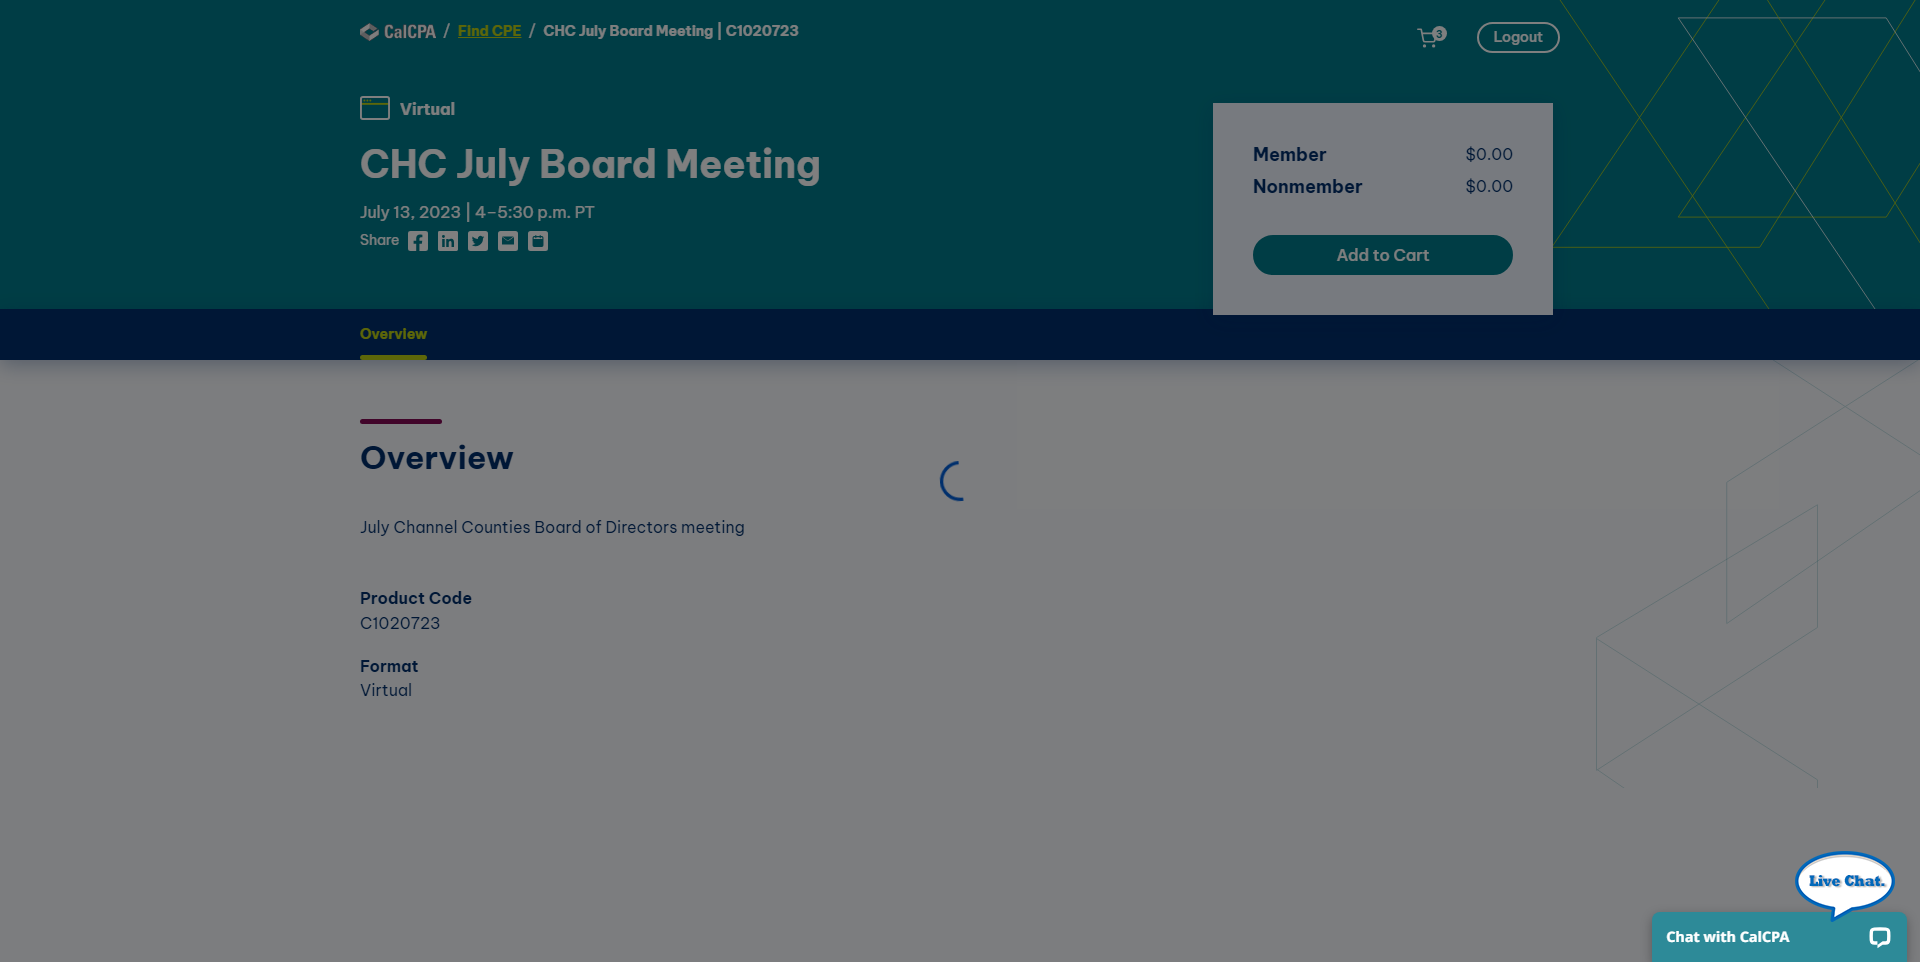 CalCPA / Find CPE / CHC July Board Meeting | C1020723
3
Logout
Virtual
CHC July Board Meeting
July 13, 2023 | 4–5:30 p.m. PT
Share
Member $0.00
Nonmember $0.00
Add to Cart
Overview
Overview
July Channel Counties Board of Directors meeting
Product Code
C1020723
Format
Virtual
Live Chat.
Chat with CalCPA